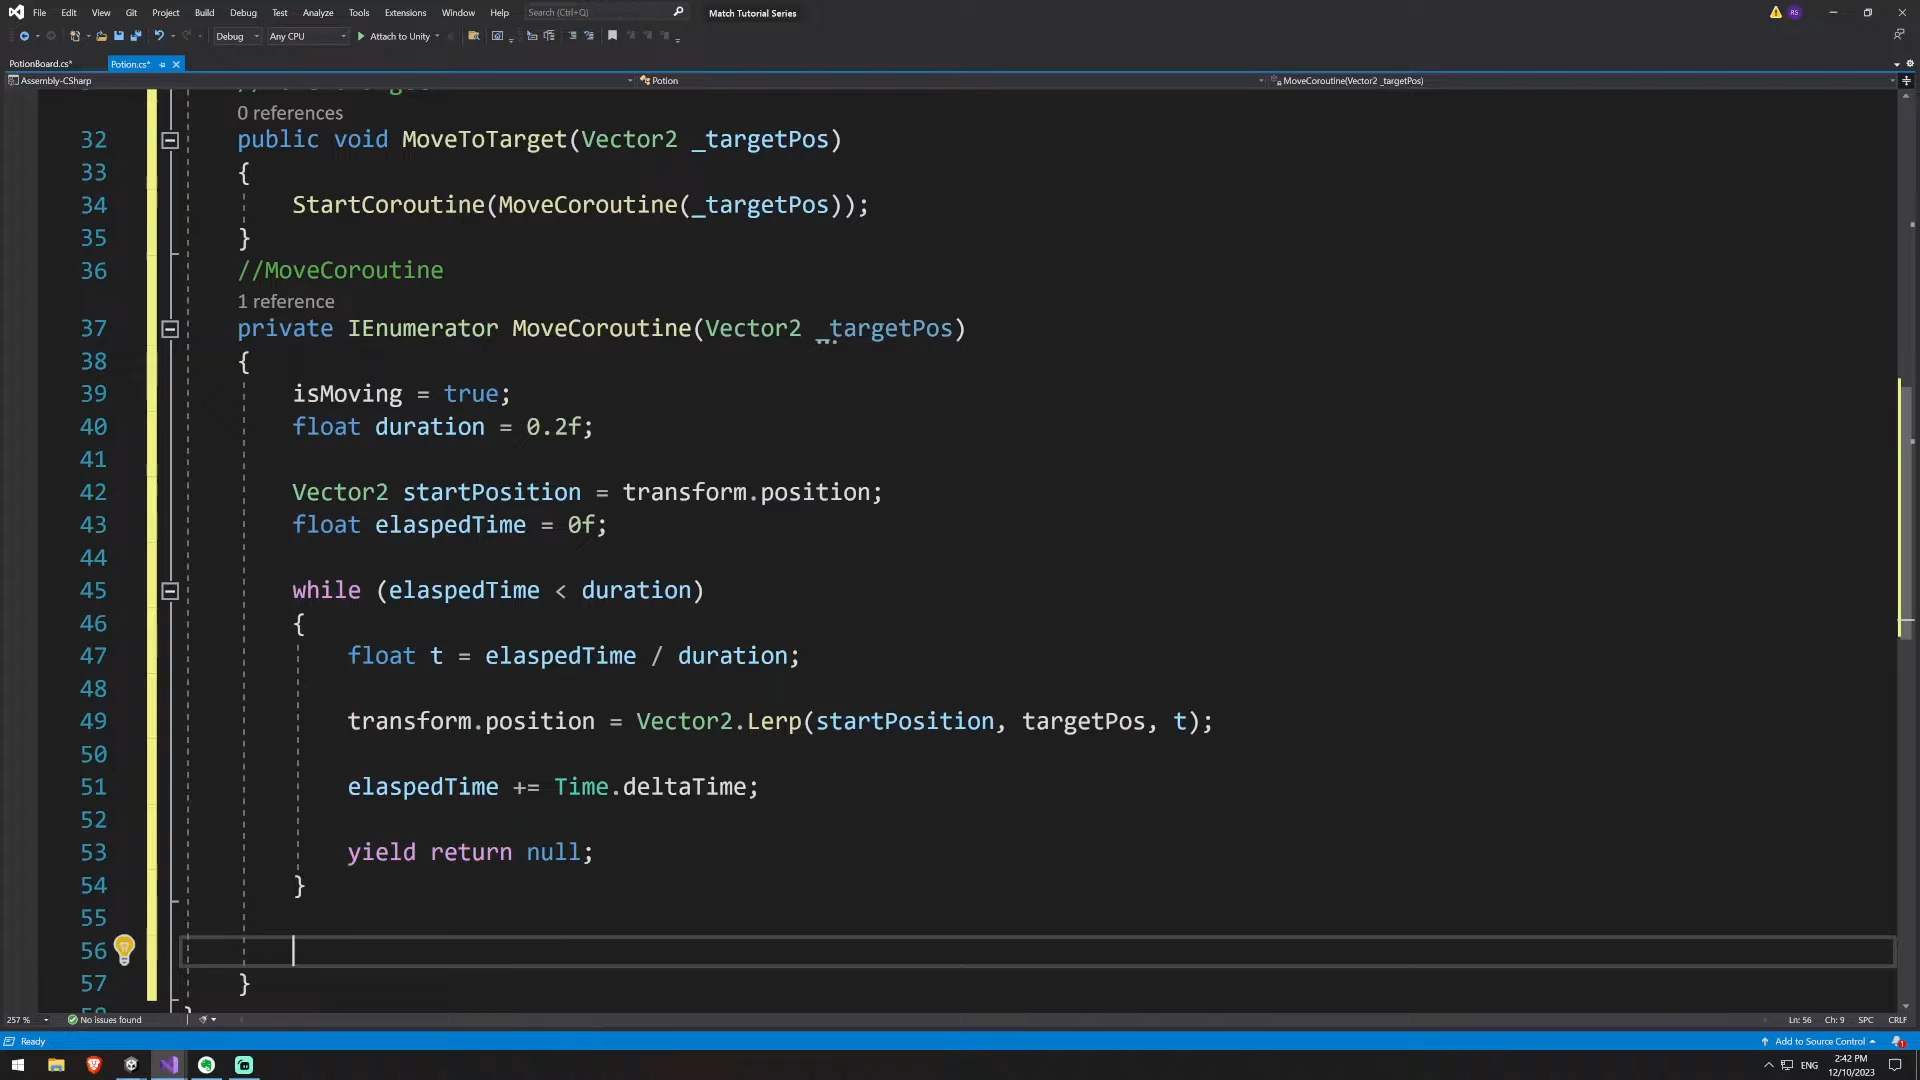 File Edit View Git Project Build Debug Test Analyze Tools Extensions Window Help Search (Ctrl+Q) Match Tutorial Series RS
Debug Any CPU Attach to Unity
PotionBoard.cs* Potion.cs*
Assembly-CSharp Potion MoveCoroutine(Vector2 _targetPos)
0 references
32 public void MoveToTarget(Vector2 _targetPos)
33 {
34 StartCoroutine(MoveCoroutine(_targetPos));
35 }
36 //MoveCoroutine
1 reference
37 private IEnumerator MoveCoroutine(Vector2 _targetPos)
38 {
39 isMoving = true;
40 float duration = 0.2f;
41
42 Vector2 startPosition = transform.position;
43 float elaspedTime = 0f;
44
45 while (elaspedTime < duration)
46 {
47 float t = elaspedTime / duration;
48
49 transform.position = Vector2.Lerp(startPosition, targetPos, t);
50
51 elaspedTime += Time.deltaTime;
52
53 yield return null;
54 }
55
56
57 }
257 % No issues found Ln: 56 Ch: 9 SPC CRLF
Ready Add to Source Control 1
ENG 2:42 PM
12/10/2023